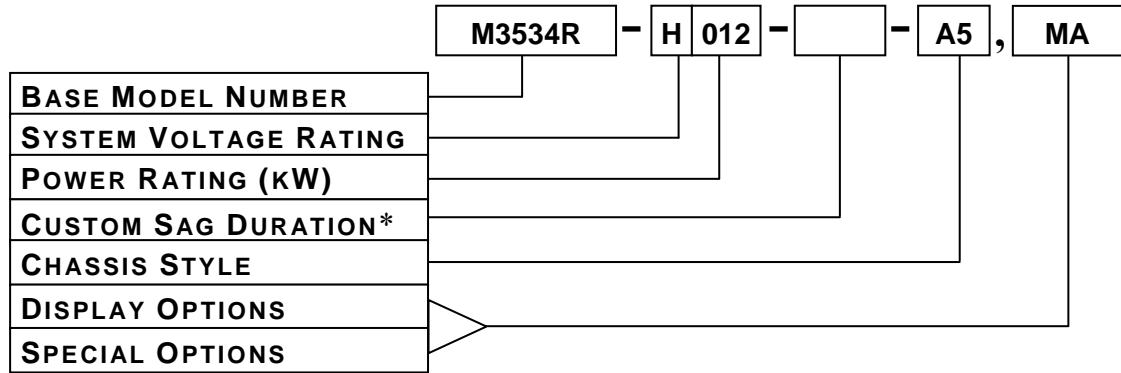 M3534R - H 012 - - A5, MA
BASE MODEL NUMBER
SYSTEM VOLTAGE RATING
POWER RATING (KW)
CUSTOM SAG DURATION*
CHASSIS STYLE
DISPLAY OPTIONS
SPECIAL OPTIONS